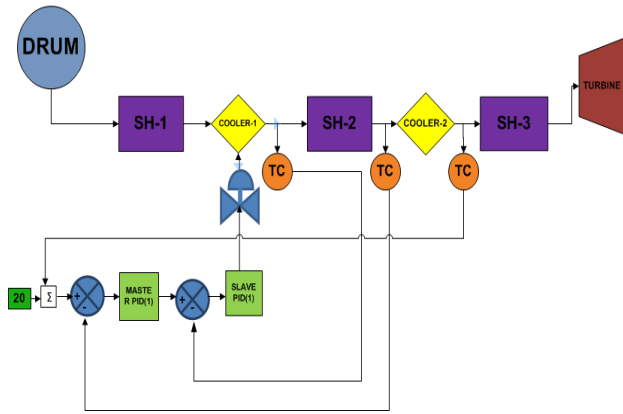 DRUM
TURBINE
SH-1
COOLER-1
SH-2
COOLER-2
SH-3
TC
TC
TC
20
Σ
+
-
MASTE
R PID(1)
+
-
SLAVE
PID(1)